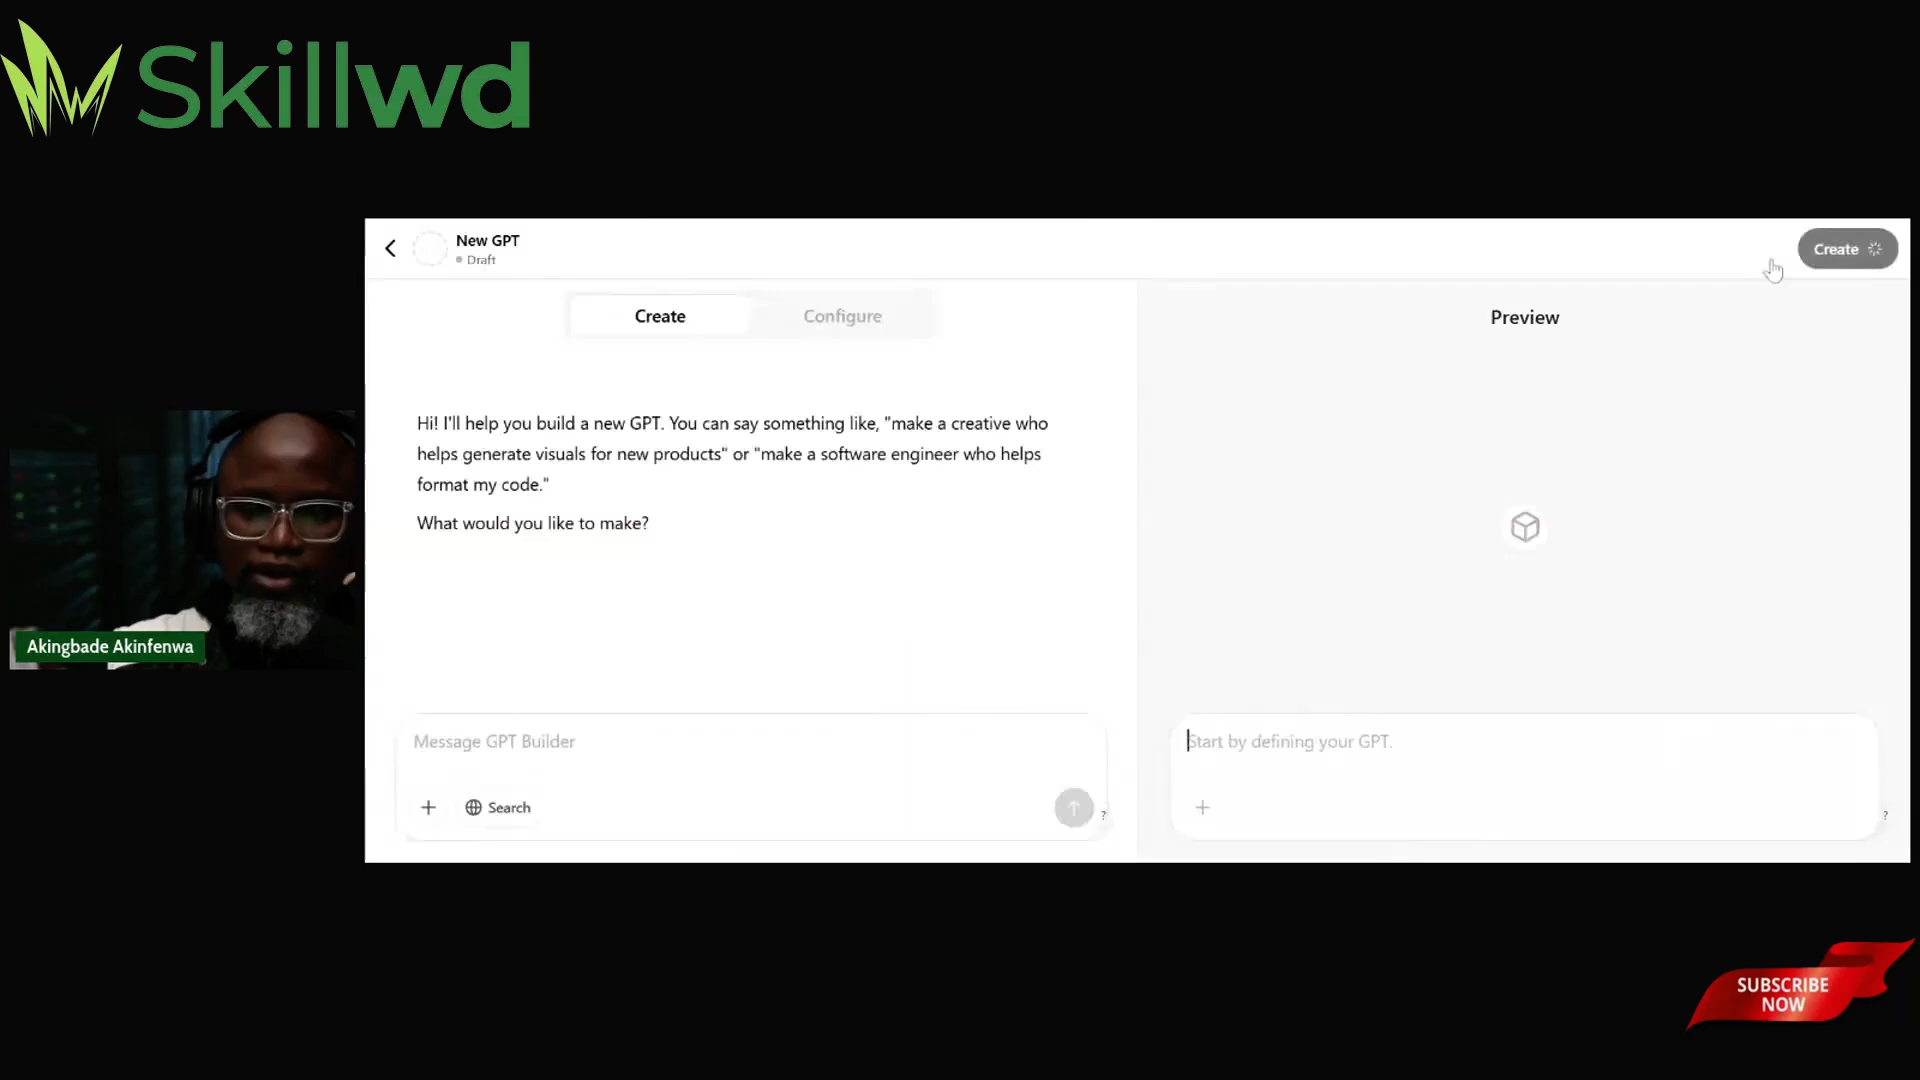 Skillwd
New GPT
Draft
Create
Create
Configure
Preview
Hi! I'll help you build a new GPT. You can say something like, "make a creative who
helps generate visuals for new products" or "make a software engineer who helps
format my code."
What would you like to make?
Akingbade Akinfenwa
Message GPT Builder
Start by defining your GPT.
Search
?
?
SUBSCRIBE
NOW